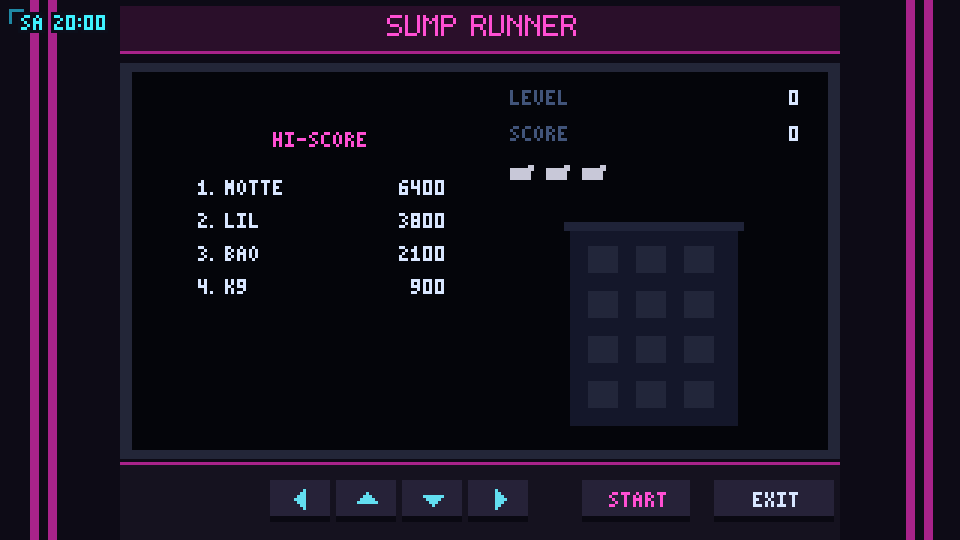 SA 20:00
SUMP RUNNER
LEVEL 0
SCORE 0
HI-SCORE
1. MOTTE 6400
2. LIL 3800
3. BAO 2100
4. K9 900
START
EXIT